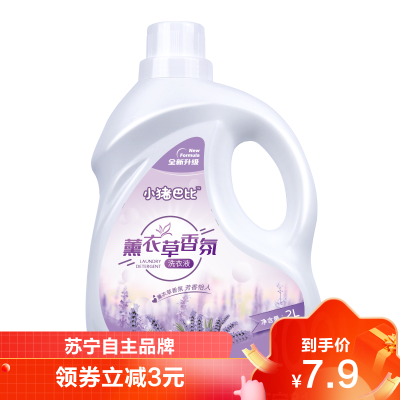 New
Formula
全新升级
小猪巴比
薰衣草香氛
LAUNDRY
DETERGENT
洗衣液
薰衣草香氛 芳香怡人
净含量：2L
苏宁自主品牌
领券立减3元
到手价
¥7.9